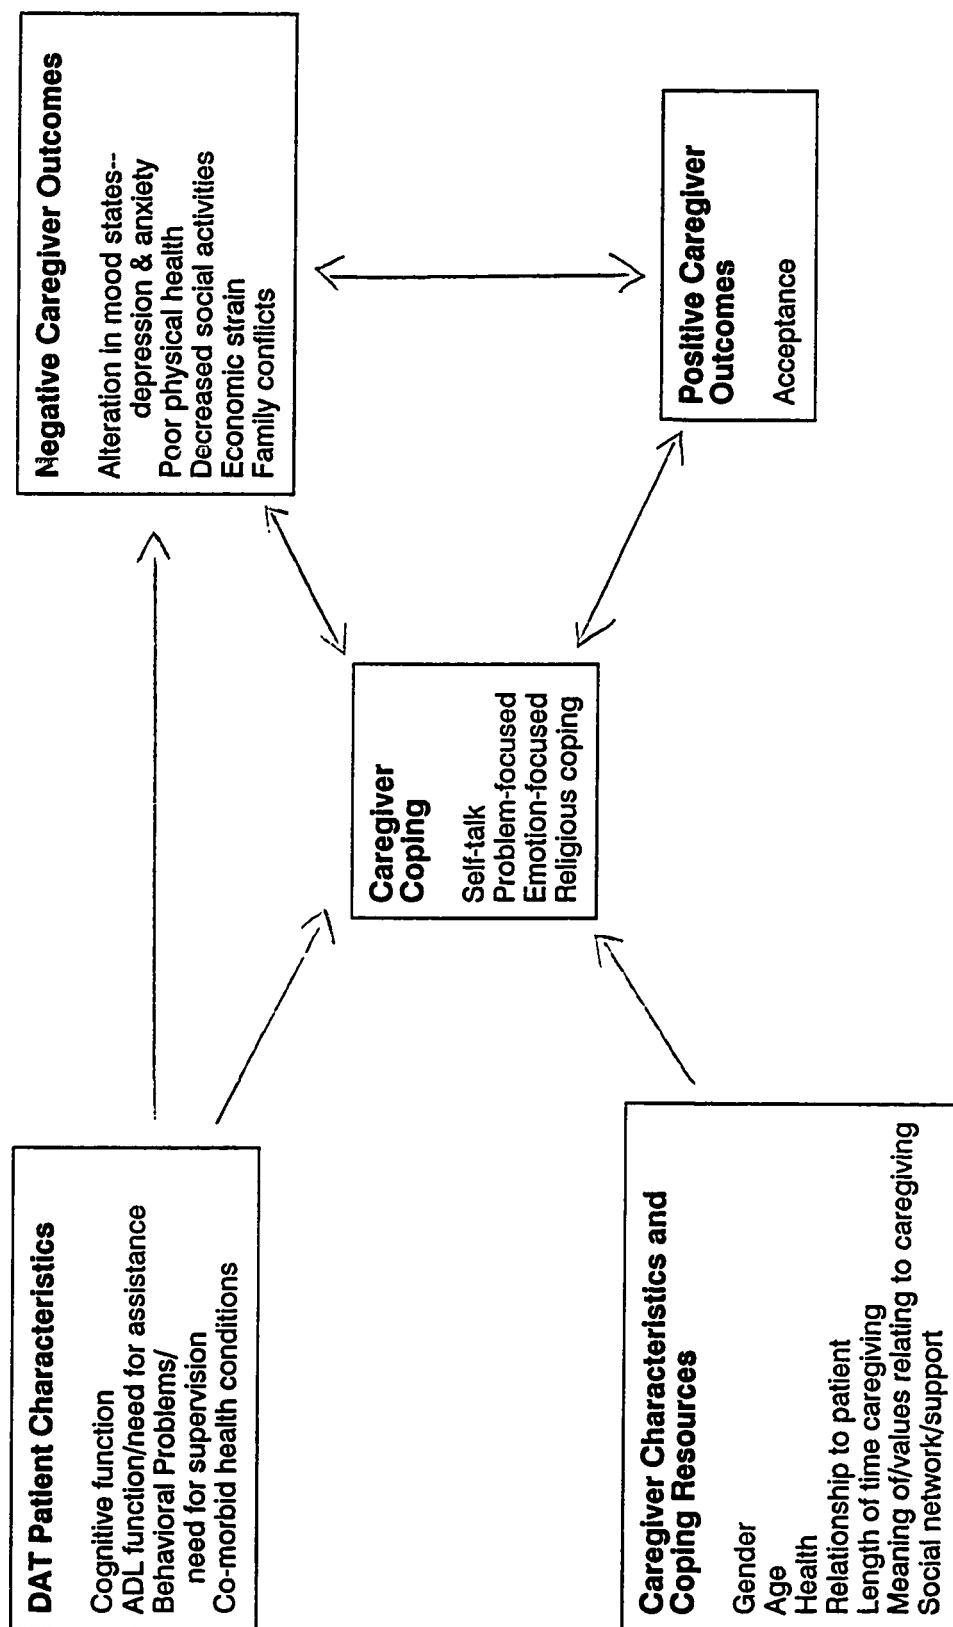 DAT Patient Characteristics
Cognitive function
ADL function/need for assistance
Behavioral Problems/
need for supervision
Co-morbid health conditions
Caregiver Characteristics and
Coping Resources
Gender
Age
Health
Relationship to patient
Length of time caregiving
Meaning of/values relating to caregiving
Social network/support
Caregiver
Coping
Self-talk
Problem-focused
Emotion-focused
Religious coping
Negative Caregiver Outcomes
Alteration in mood states--
depression & anxiety
Poor physical health
Decreased social activities
Economic strain
Family conflicts
Positive Caregiver
Outcomes
Acceptance